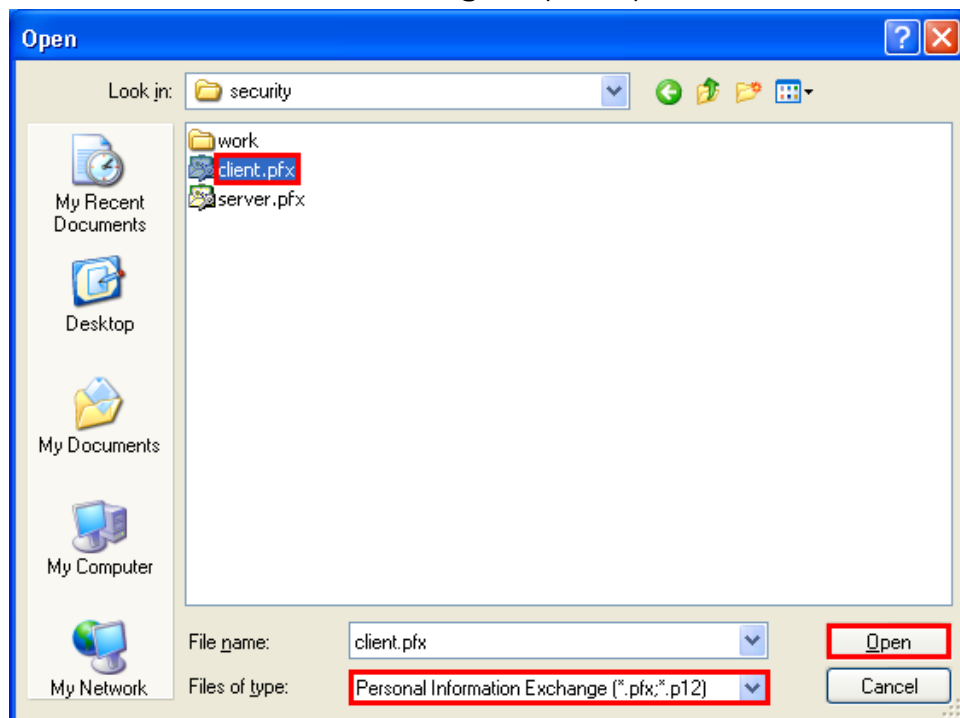 Open
Look in:
security
work
client.pfx
server.pfx
My Recent
Documents
Desktop
My Documents
My Computer
My Network
File name:
client.pfx
Open
Files of type:
Personal Information Exchange (*.pfx;*.p12)
Cancel